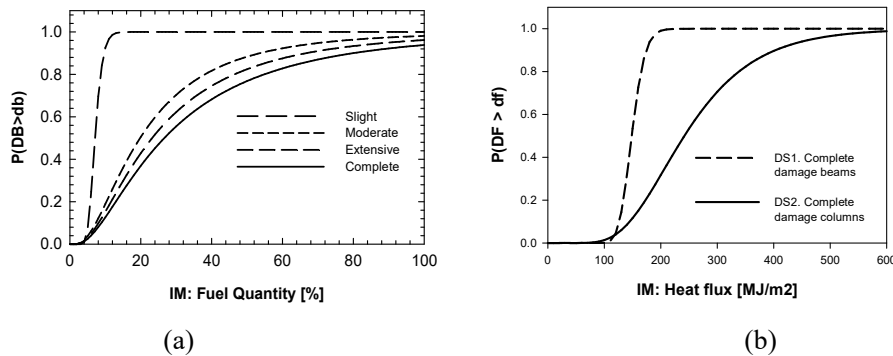 P(DB>db)
1.0
0.8
0.6
0.4
0.2
0.0
Slight
Moderate
Extensive
Complete
0 20 40 60 80 100
IM: Fuel Quantity [%]
(a)
P(DF > df)
1.0
0.8
0.6
0.4
0.2
0.0
DS1. Complete
damage beams
DS2. Complete
damage columns
0 100 200 300 400 500 600
IM: Heat flux [MJ/m2]
(b)